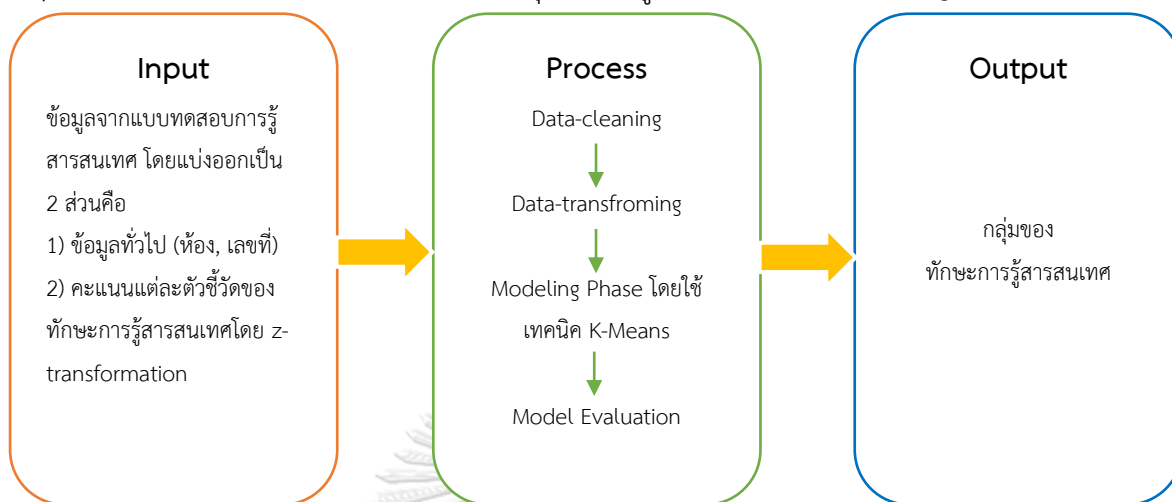 Input
ข้อมูลจากแบบทดสอบการรู้
สารสนเทศ โดยแบ่งออกเป็น
2 ส่วนคือ
1) ข้อมูลทั่วไป (ห้อง, เลขที่)
2) คะแนนแต่ละตัวชี้วัดของ
ทักษะการรู้สารสนเทศโดย z-
transformation
Process
Data-cleaning
Data-transfroming
Modeling Phase โดยใช้
เทคนิค K-Means
Model Evaluation
Output
กลุ่มของ
ทักษะการรู้สารสนเทศ